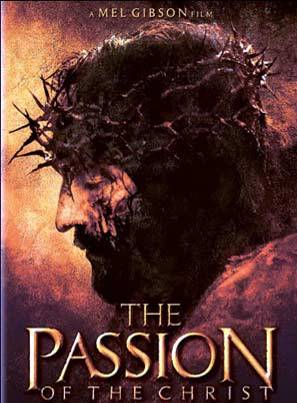 A MEL GIBSON FILM
THE
PASSION
OF THE CHRIST